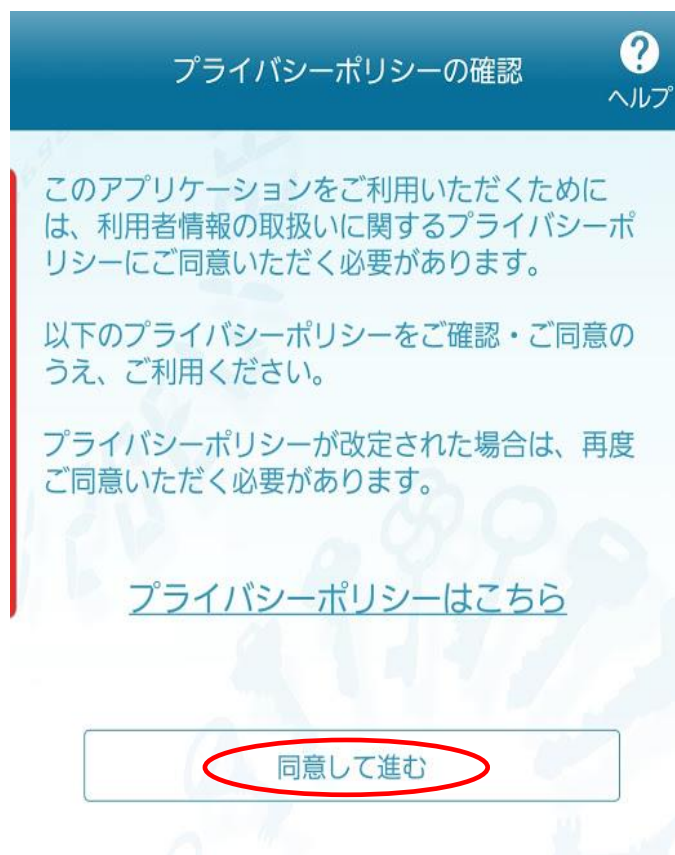 プライバシーポリシーの確認
?
ヘルプ
このアプリケーションをご利用いただくために
は、利用者情報の取扱いに関するプライバシーポ
リシーにご同意いただく必要があります。
以下のプライバシーポリシーをご確認・ご同意の
うえ、ご利用ください。
プライバシーポリシーが改定された場合は、再度
ご同意いただく必要があります。
プライバシーポリシーはこちら
同意して進む